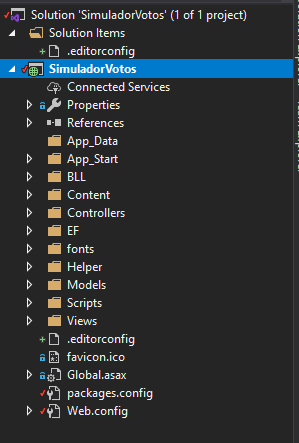 Solution 'SimuladorVotos' (1 of 1 project)
Solution Items
.editorconfig
SimuladorVotos
Connected Services
Properties
References
App_Data
App_Start
BLL
Content
Controllers
EF
fonts
Helper
Models
Scripts
Views
.editorconfig
favicon.ico
Global.asax
packages.config
Web.config